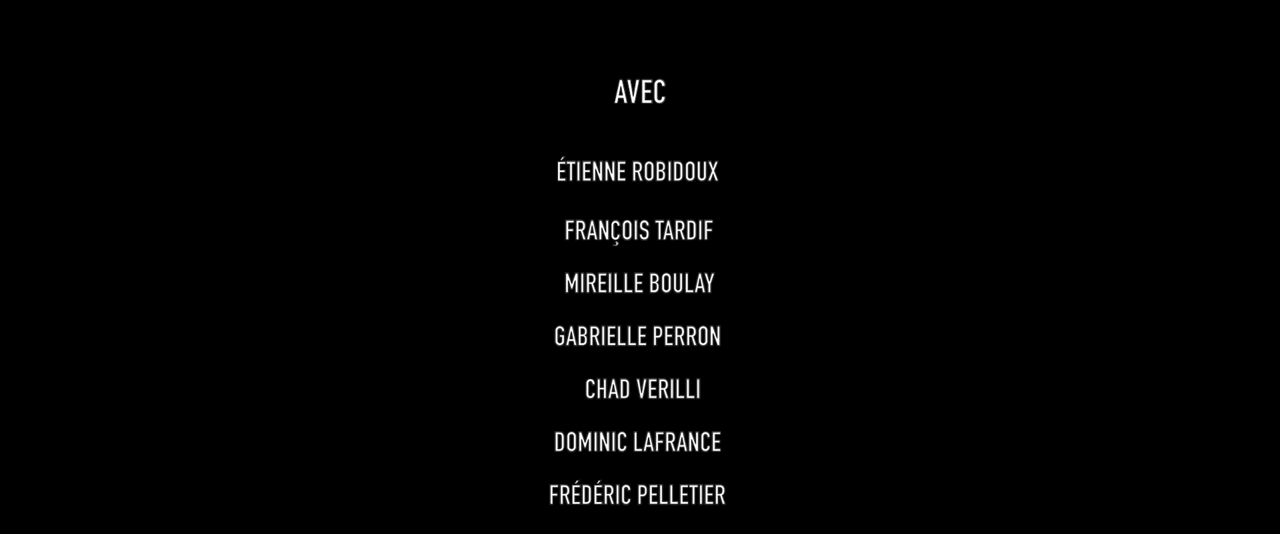 AVEC
ÉTIENNE ROBIDOUX
FRANÇOIS TARDIF
MIREILLE BOULAY
GABRIELLE PERRON
CHAD VERILLI
DOMINIC LAFRANCE
FRÉDÉRIC PELLETIER